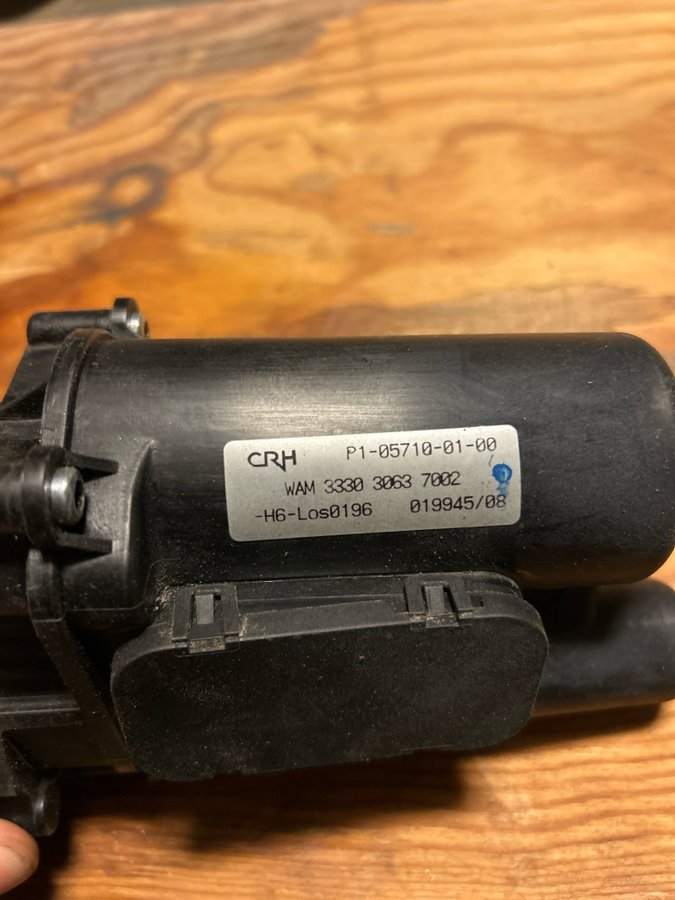 CRH P1-05710-01-00
WAM 3330 3063 7002
-H6-Los0196 019945/08